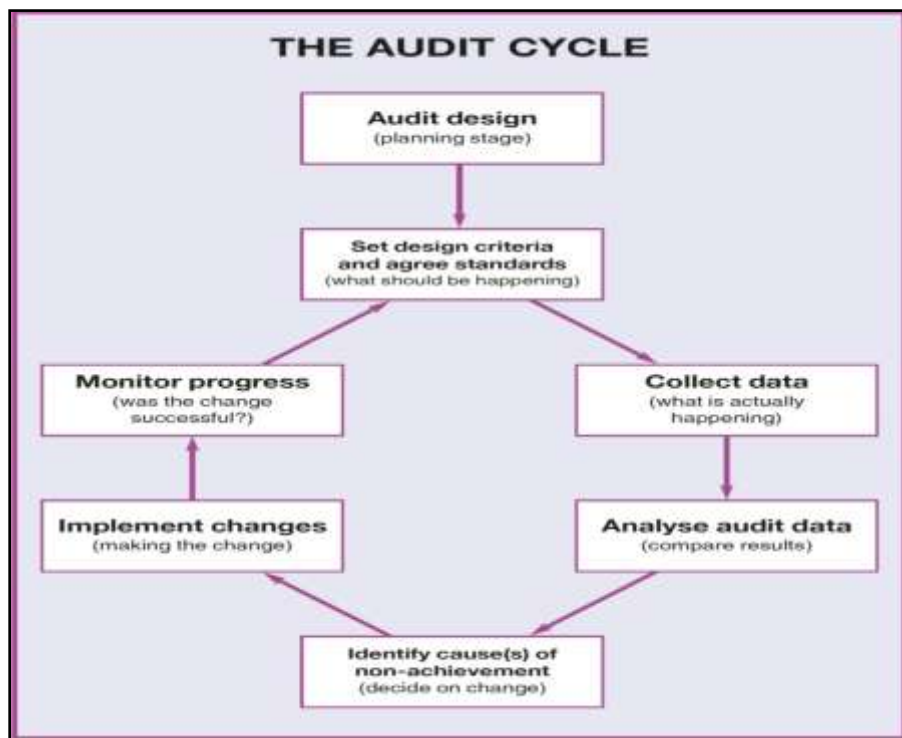 THE AUDIT CYCLE
Audit design
(planning stage)
Set design criteria
and agree standards
(what should be happening)
Monitor progress
(was the change
successful?)
Collect data
(what is actually
happening)
Implement changes
(making the change)
Analyse audit data
(compare results)
Identify cause(s) of
non-achievement
(decide on change)